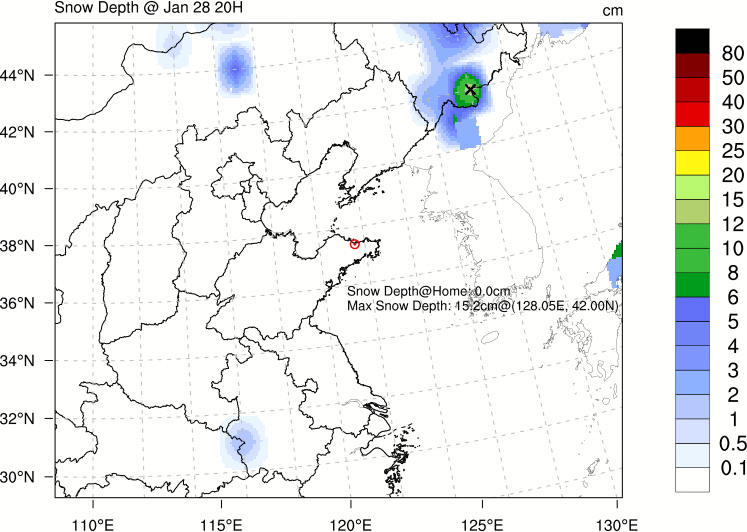 Snow Depth @ Jan 28 20H
cm
44°N
42°N
40°N
38°N
36°N
34°N
32°N
30°N
110°E
115°E
120°E
125°E
130°E
Snow Depth@Home: 0.0cm
Max Snow Depth: 15.2cm@(128.05E, 42.00N)
80
50
40
30
25
20
15
12
10
8
6
5
4
3
2
1
0.5
0.1